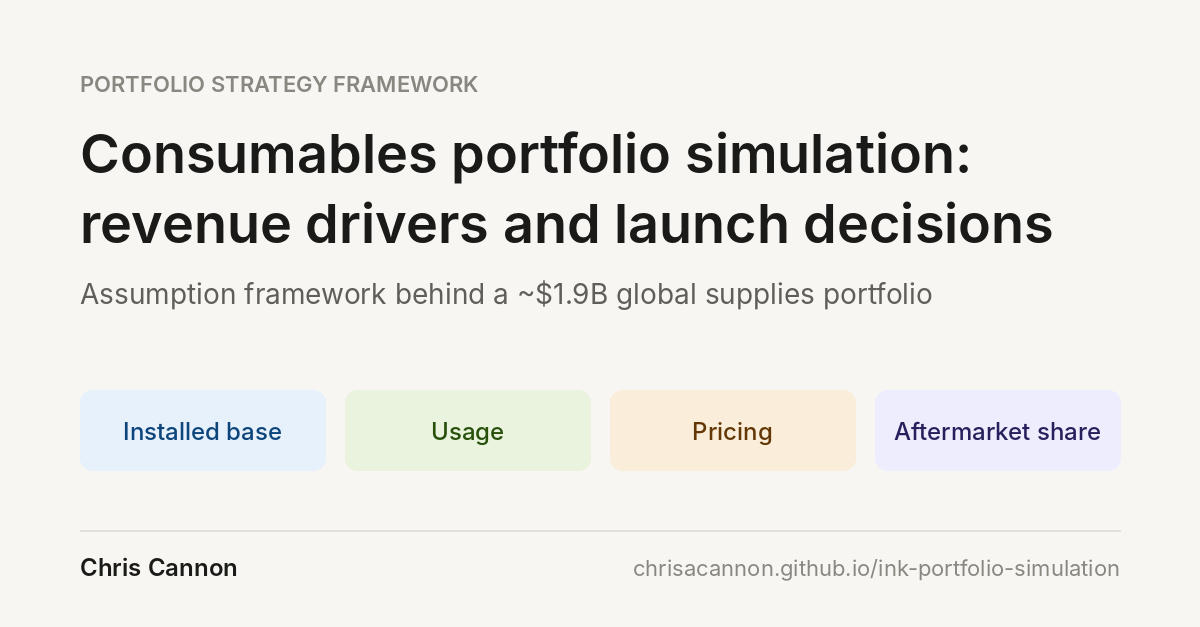 PORTFOLIO STRATEGY FRAMEWORK
Consumables portfolio simulation:
revenue drivers and launch decisions
Assumption framework behind a ~$1.9B global supplies portfolio
Installed base
Usage
Pricing
Aftermarket share
Chris Cannon
chrisacannon.github.io/ink-portfolio-simulation